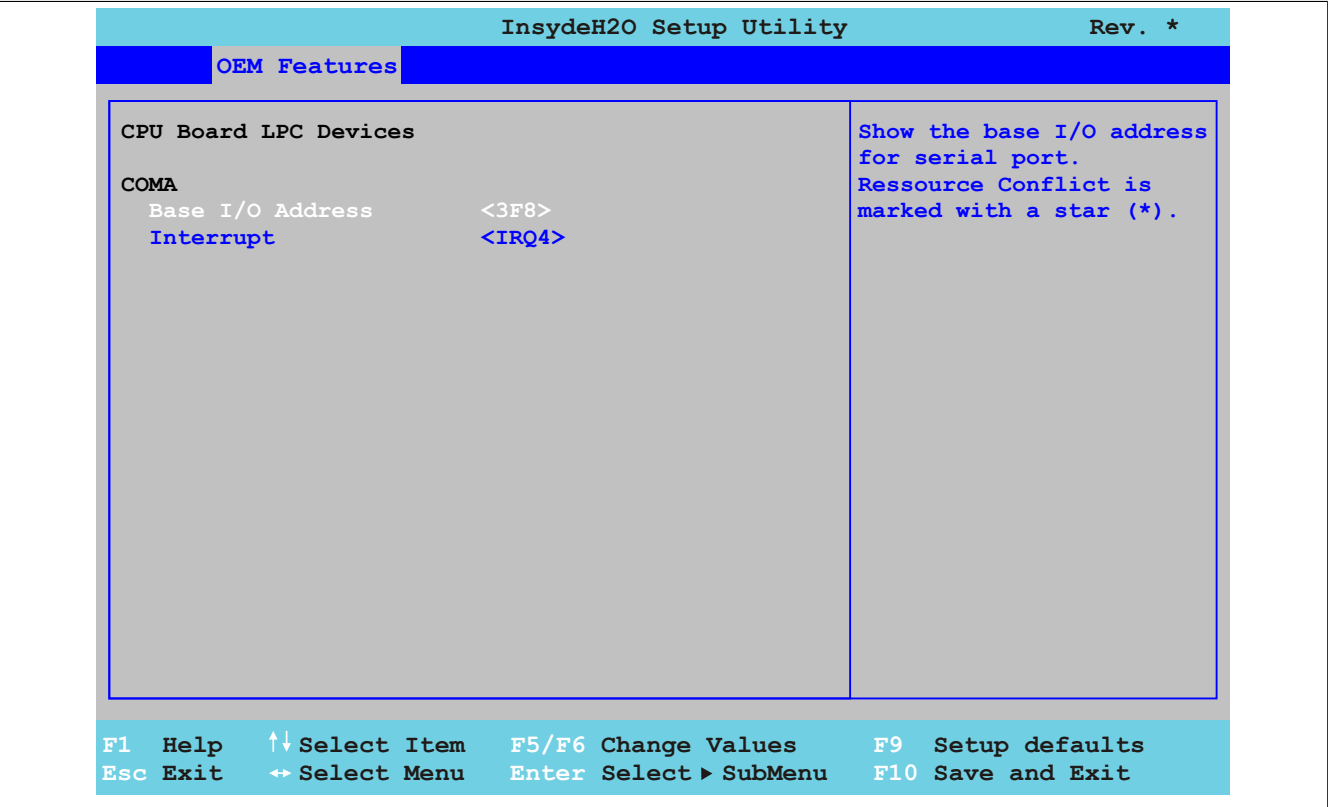 InsydeH2O Setup Utility Rev. *
OEM Features
CPU Board LPC Devices
COMA
Base I/O Address <3F8>
Interrupt <IRQ4>
Show the base I/O address
for serial port.
Ressource Conflict is
marked with a star (*).
F1 Help ↑↓ Select Item F5/F6 Change Values F9 Setup defaults
Esc Exit ↔ Select Menu Enter Select ▶ SubMenu F10 Save and Exit